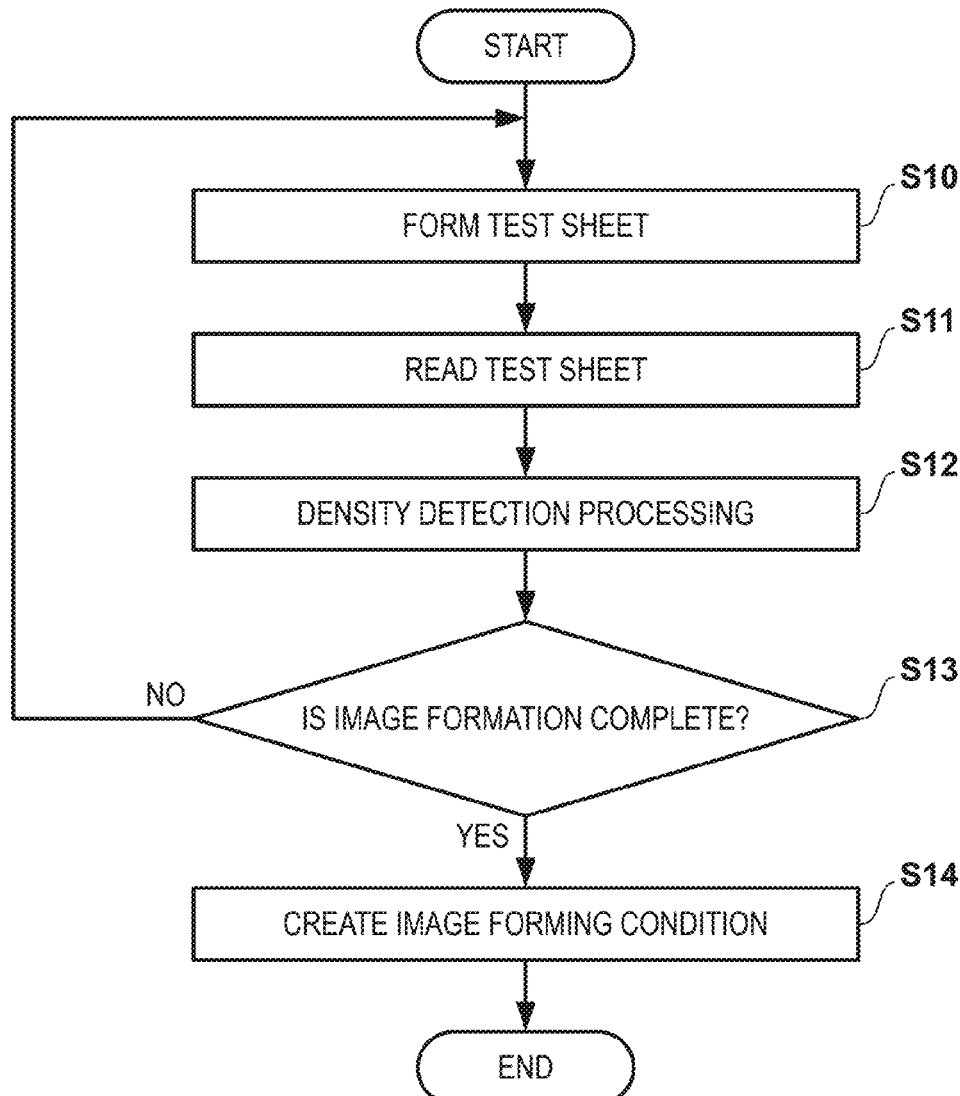 START
S10
FORM TEST SHEET
S11
READ TEST SHEET
S12
DENSITY DETECTION PROCESSING
S13
NO
IS IMAGE FORMATION COMPLETE?
YES
S14
CREATE IMAGE FORMING CONDITION
END